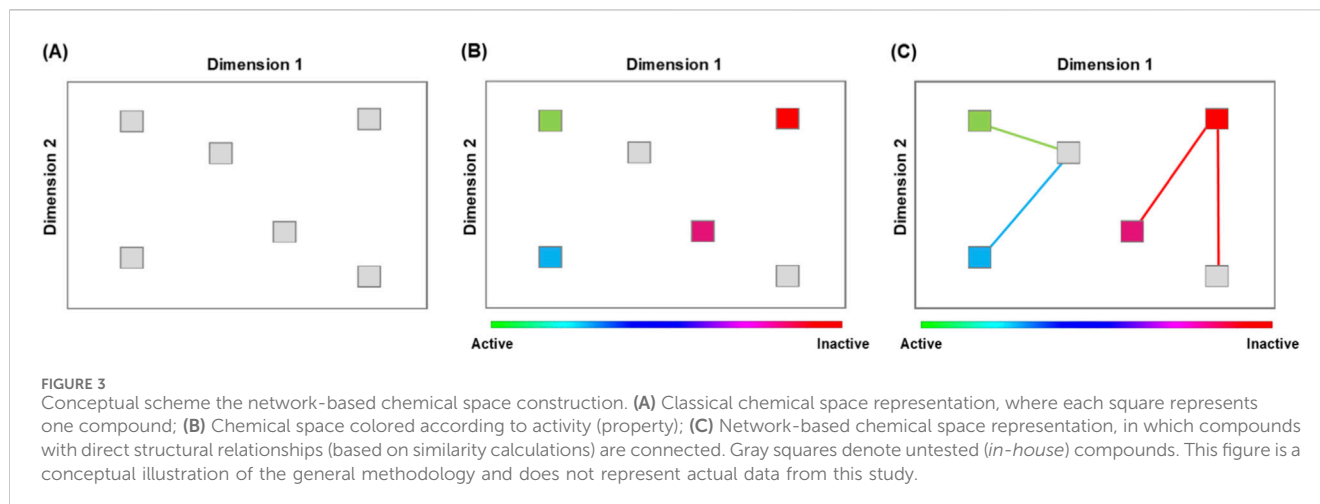 (A)
Dimension 1
Dimension 2
(B)
Dimension 1
Active
Inactive
(C)
Dimension 1
Dimension 2
Active
Inactive
FIGURE 3
Conceptual scheme the network-based chemical space construction. (A) Classical chemical space representation, where each square represents
one compound; (B) Chemical space colored according to activity (property); (C) Network-based chemical space representation, in which compounds
with direct structural relationships (based on similarity calculations) are connected. Gray squares denote untested (in-house) compounds. This figure is a
conceptual illustration of the general methodology and does not represent actual data from this study.